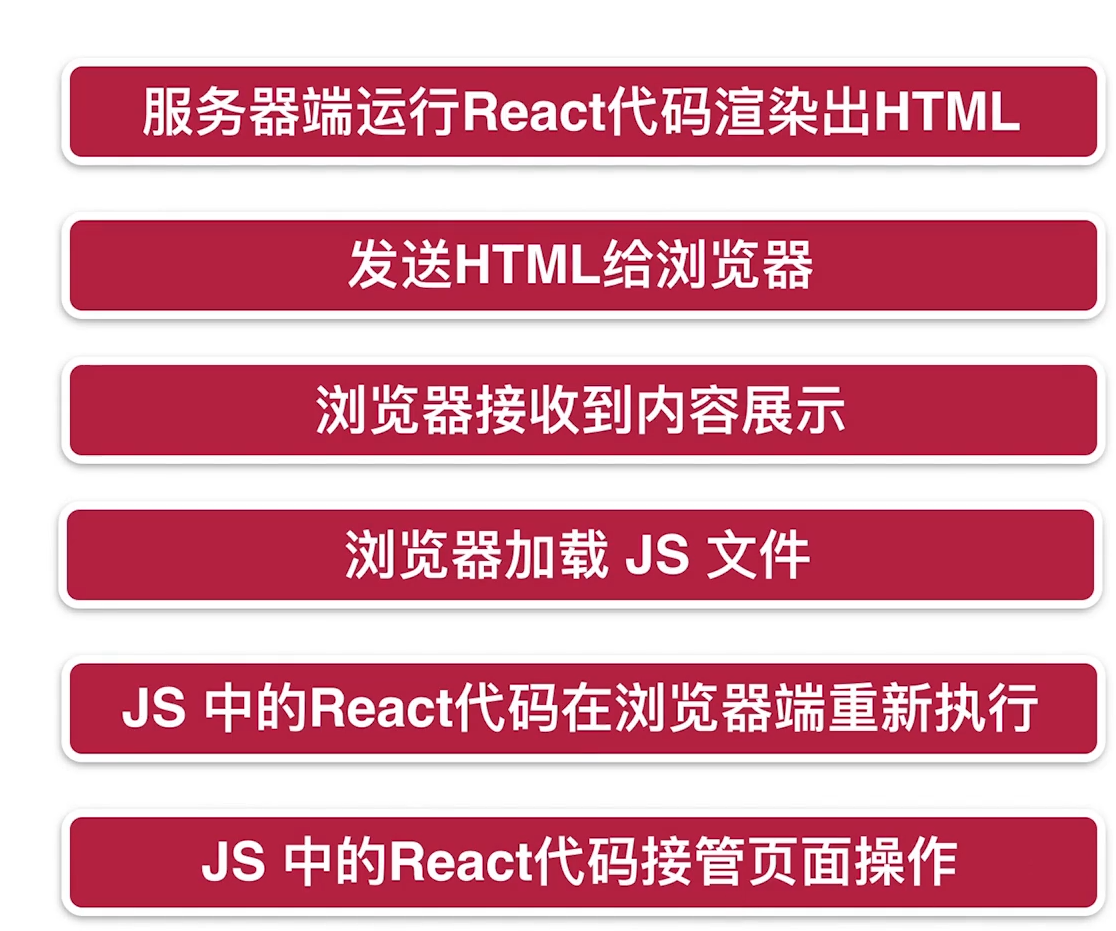 服务器端运行React代码渲染出HTML
发送HTML给浏览器
浏览器接收到内容展示
浏览器加载 JS 文件
JS 中的React代码在浏览器端重新执行
JS 中的React代码接管页面操作